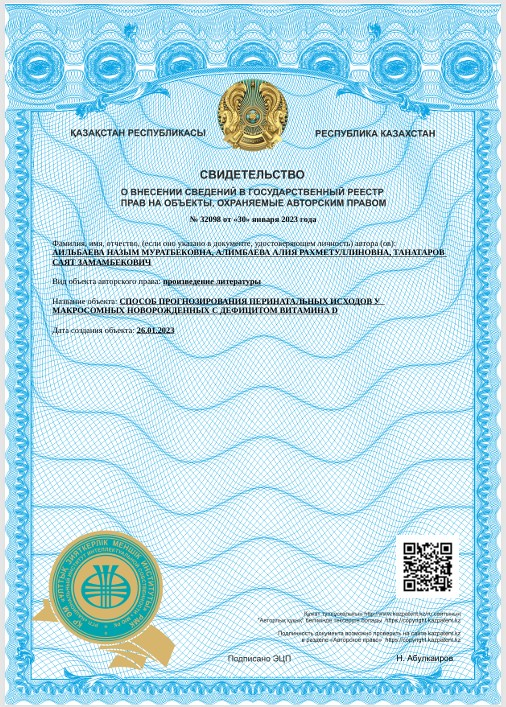 ҚАЗАҚСТАН РЕСПУБЛИКАСЫ
РЕСПУБЛИКА КАЗАХСТАН
СВИДЕТЕЛЬСТВО
О ВНЕСЕНИИ СВЕДЕНИЙ В ГОСУДАРСТВЕННЫЙ РЕЕСТР
ПРАВ НА ОБЪЕКТЫ, ОХРАНЯЕМЫЕ АВТОРСКИМ ПРАВОМ
№ 32098 от «30» января 2023 года
Фамилия, имя, отчество, (если оно указано в документе, удостоверяющем личность) автора (ов):
АИЛЬБАЕВА НАЗЫМ МУРАТБЕКОВНА, АЛИМБАЕВА АЛИЯ РАХМЕТУЛЛИНОВНА, ТАНАТАРОВ
САЯТ ЗАМАМБЕКОВИЧ
Вид объекта авторского права: произведение литературы
Название объекта: СПОСОБ ПРОГНОЗИРОВАНИЯ ПЕРИНАТАЛЬНЫХ ИСХОДОВ У
МАКРОСОМНЫХ НОВОРОЖДЕННЫХ С ДЕФИЦИТОМ ВИТАМИНА D
Дата создания объекта: 26.01.2023
Құжат түпнұсқалығын http://www.kazpatent.kz/ru сайтының
"Авторлық құқық" бөлімінде тексеруге болады https://copyright.kazpatent.kz
Подлинность документа возможно проверить на сайте kazpatent.kz
в разделе «Авторское право» https://copyright.kazpatent.kz
Подписано ЭЦП
Н. Абулкаиров